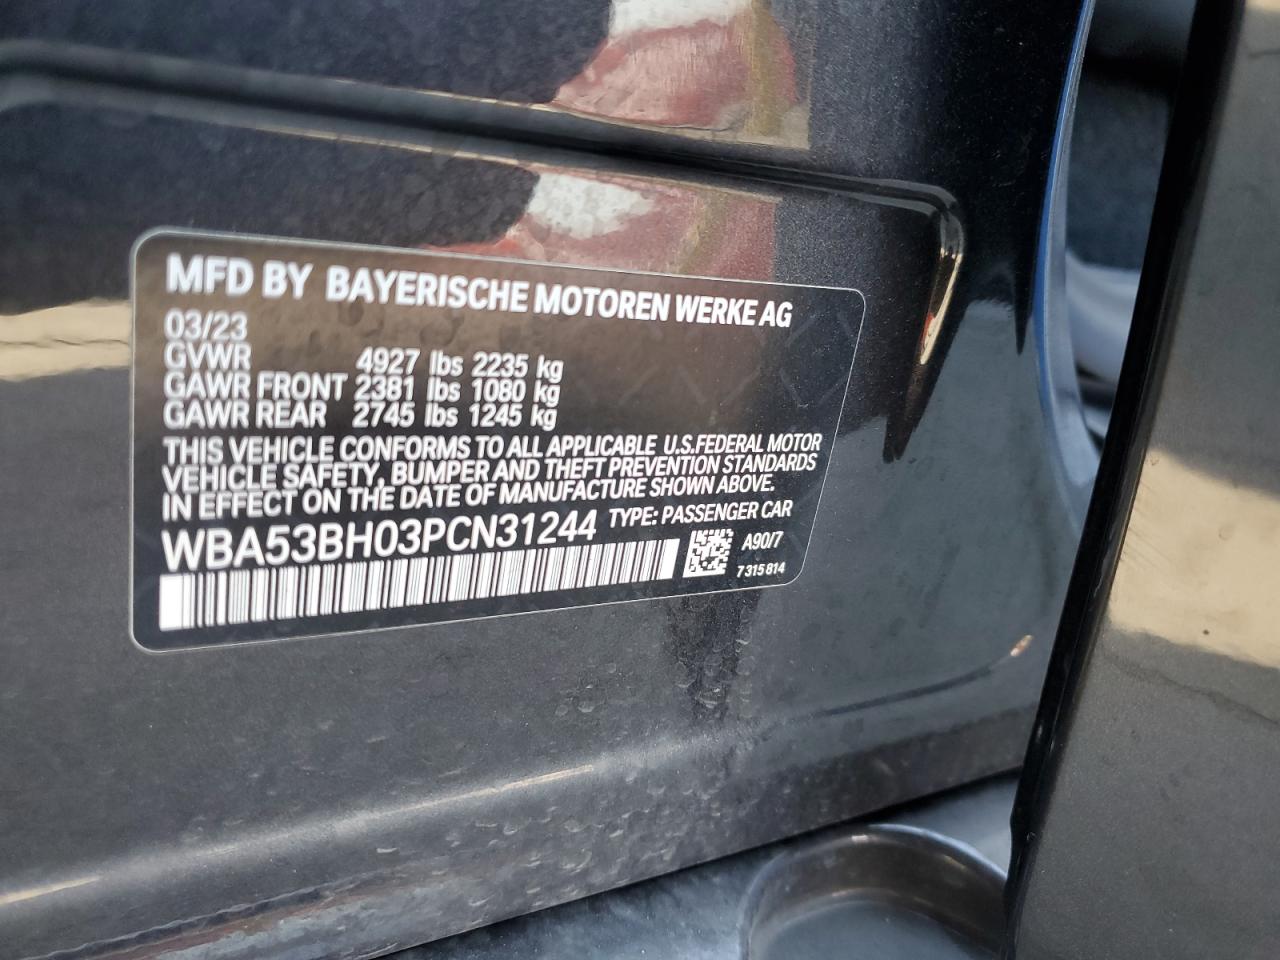 MFD BY BAYERISCHE MOTOREN WERKE AG
03/23
GVWR 4927 lbs 2235 kg
GAWR FRONT 2381 lbs 1080 kg
GAWR REAR 2745 lbs 1245 kg
THIS VEHICLE CONFORMS TO ALL APPLICABLE U.S.FEDERAL MOTOR
VEHICLE SAFETY, BUMPER AND THEFT PREVENTION STANDARDS
IN EFFECT ON THE DATE OF MANUFACTURE SHOWN ABOVE.
WBA53BH03PCN31244 TYPE: PASSENGER CAR
A90/7
7 315 814